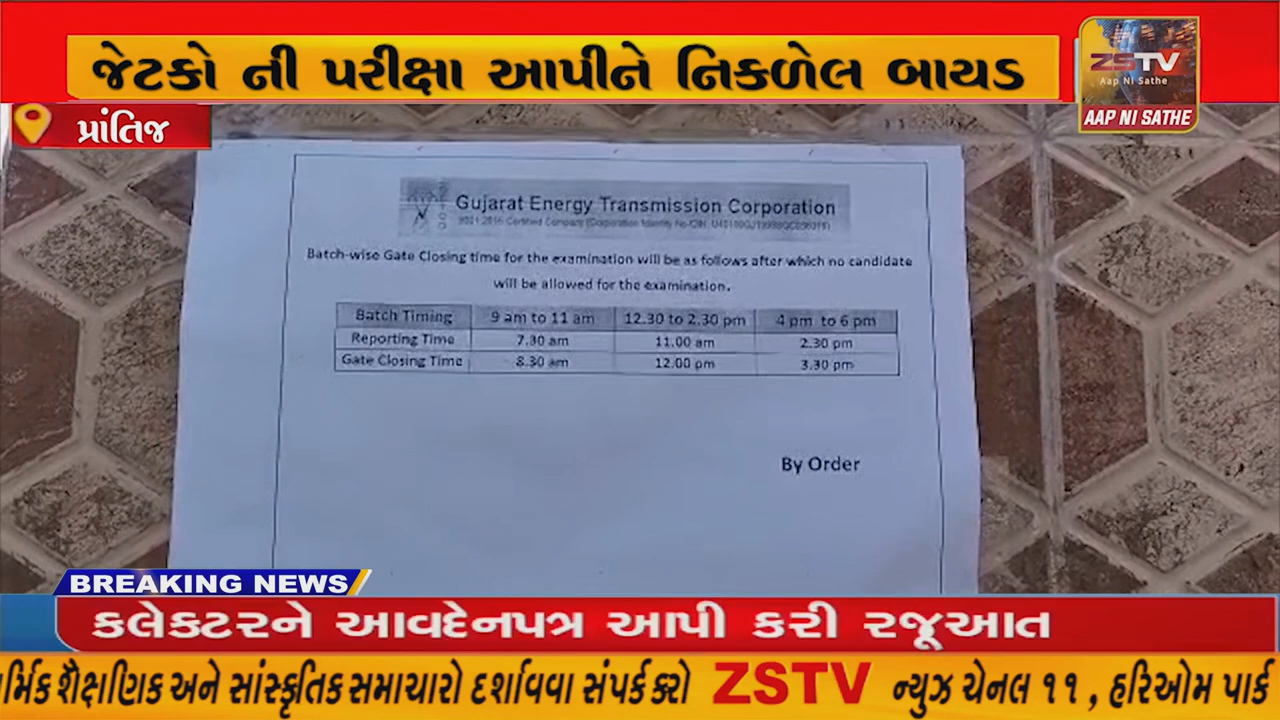 જેટકો ની પરીક્ષા આપીને નિકળેલ બાયડ
ZSTV
Aap Ni Sathe
AAP NI SATHE
પ્રાંતિજ
Gujarat Energy Transmission Corporation
Batch-wise Gate Closing time for the examination will be as follows after which no candidate
will be allowed for the examination.
Batch Timing 9 am to 11 am 12.30 to 2.30 pm 4 pm to 6 pm
Reporting Time 7.30 am 11.00 am 2.30 pm
Gate Closing Time 8.30 am 12.00 pm 3.30 pm
By Order
BREAKING NEWS
કલેકટરને આવદેનપત્ર આપી કરી રજૂઆત
ર્મિક શૈક્ષણિક અને સાંસ્કૃતિક સમાચારો દર્શાવવા સંપર્ક કરો ZSTV ન્યુઝ ચેનલ ૧૧ , હરિઓમ પાર્ક